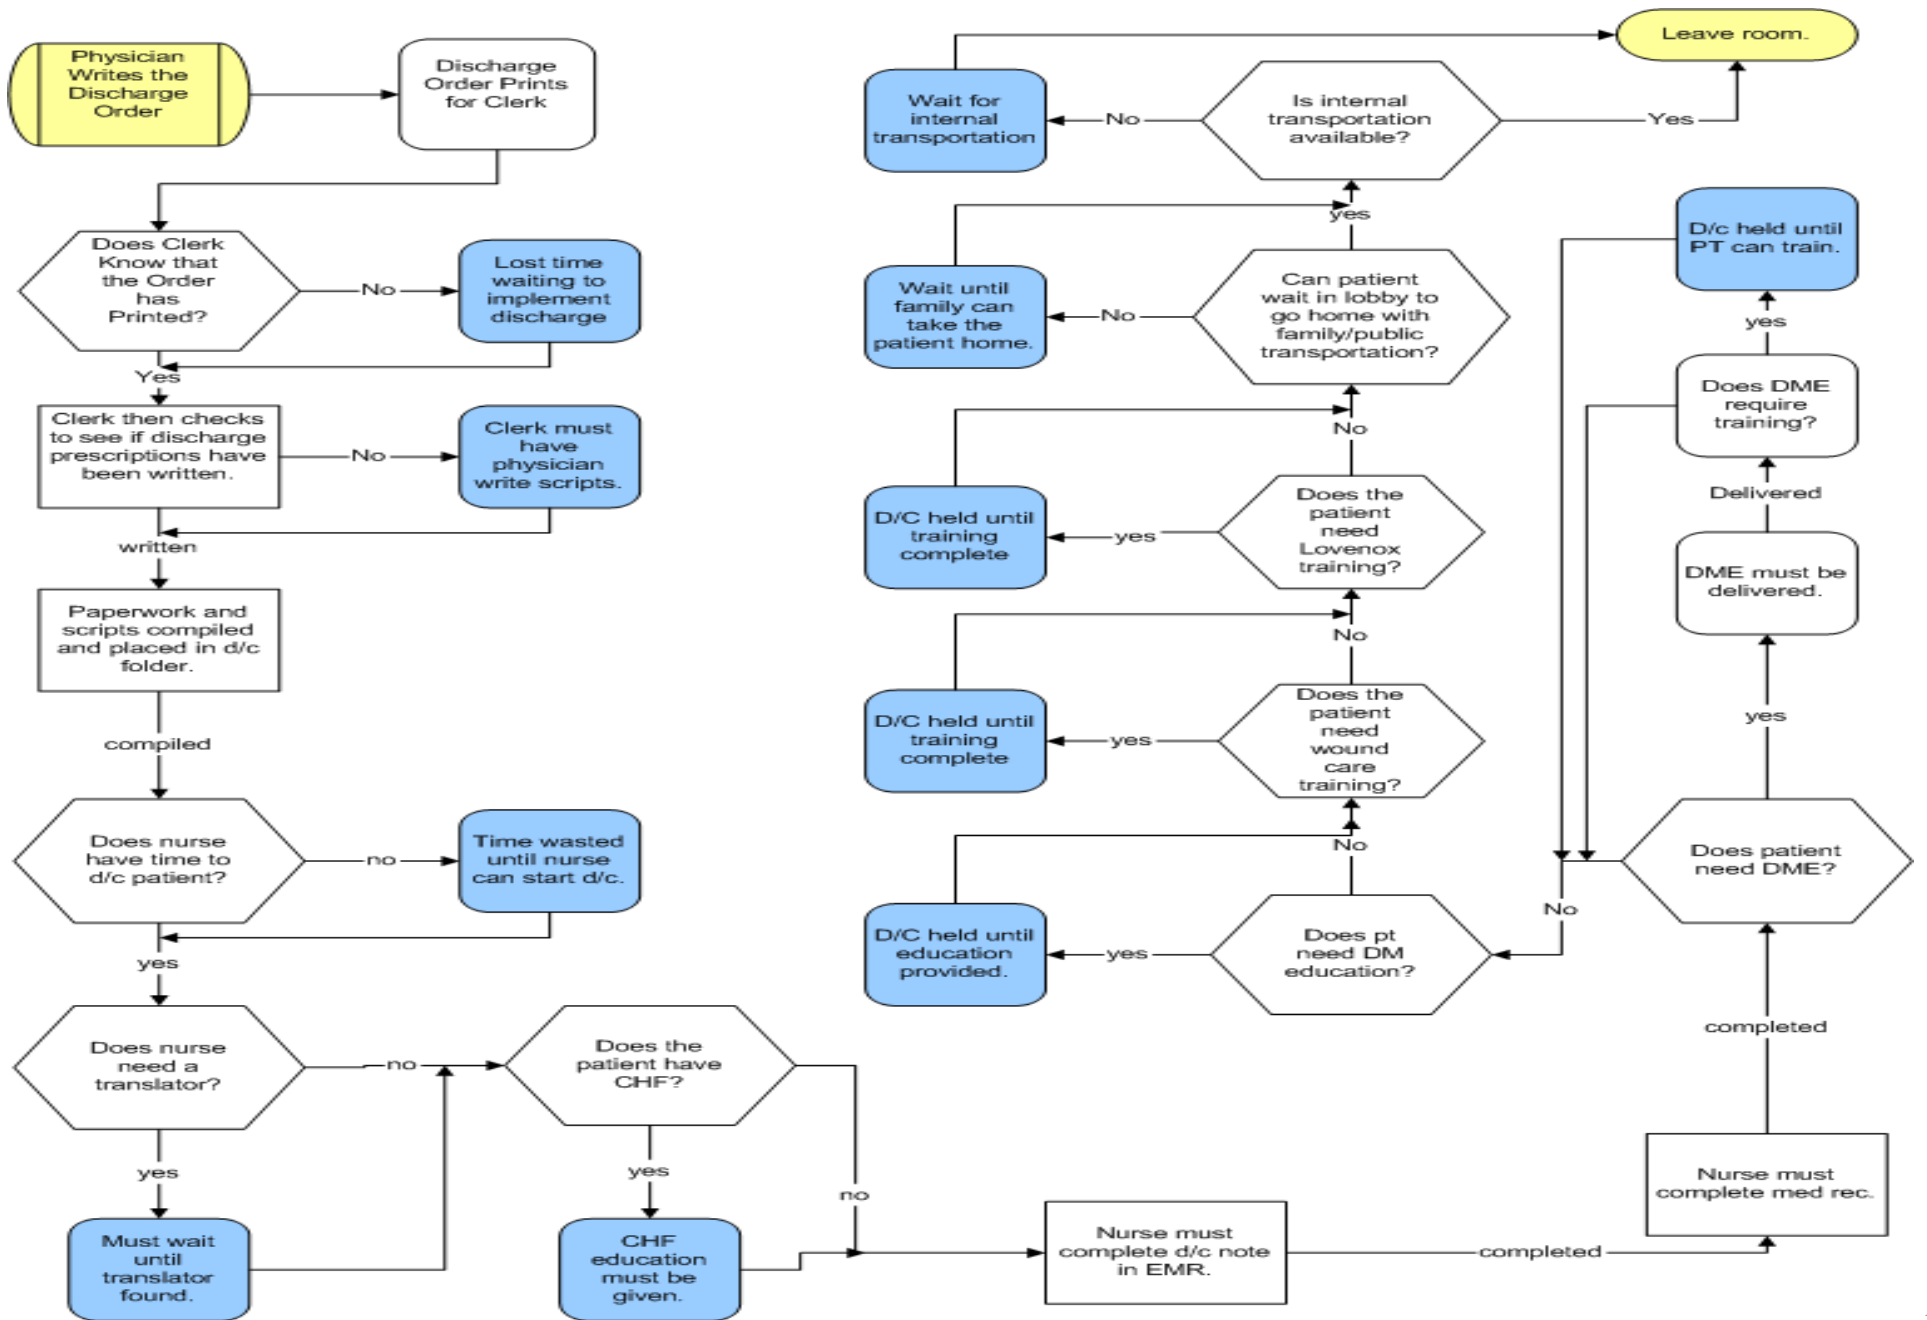 Physician
Writes the
Discharge
Order
Discharge
Order Prints
for Clerk
Does Clerk
Know that
the Order
has
Printed?
No
Lost time
waiting to
implement
discharge
Yes
Clerk then checks
to see if discharge
prescriptions have
been written.
No
Clerk must
have
physician
write scripts.
written
Paperwork and
scripts compiled
and placed in d/c
folder.
compiled
Does nurse
have time to
d/c patient?
no
Time wasted
until nurse
can start d/c.
yes
Does nurse
need a
translator?
no
yes
Must wait
until
translator
found.
Does the
patient have
CHF?
yes
no
CHF
education
must be
given.
Nurse must
complete d/c note
in EMR.
completed
Nurse must
complete med rec.
completed
Does patient
need DME?
yes
No
DME must be
delivered.
Delivered
Does DME
require
training?
yes
D/c held until
PT can train.
Does pt
need DM
education?
yes
D/C held until
education
provided.
No
Does the
patient
need
wound
care
training?
yes
D/C held until
training
complete
No
Does the
patient
need
Lovenox
training?
yes
D/C held until
training
complete
No
Can patient
wait in lobby to
go home with
family/public
transportation?
No
Wait until
family can
take the
patient home.
yes
Is internal
transportation
available?
No
Wait for
internal
transportation
Yes
Leave room.